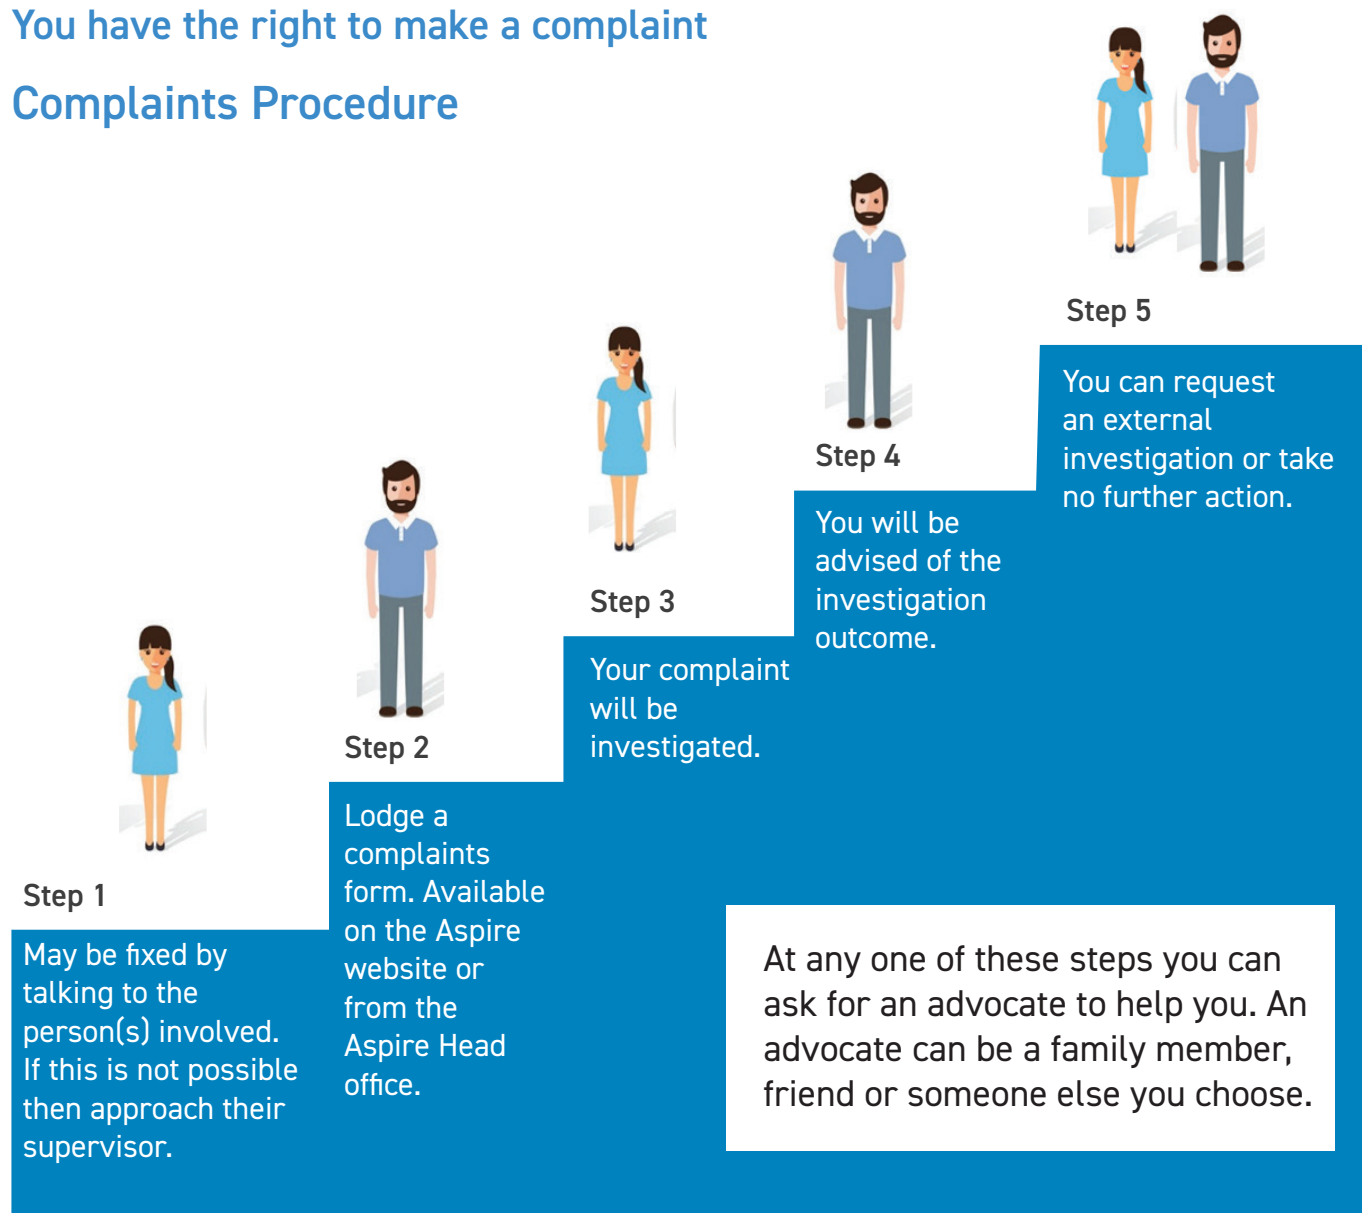 You have the right to make a complaint
Complaints Procedure
Step 1
May be fixed by
talking to the
person(s) involved.
If this is not possible
then approach their
supervisor.
Step 2
Lodge a
complaints
form. Available
on the Aspire
website or
from the
Aspire Head
office.
Step 3
Your complaint
will be
investigated.
Step 4
You will be
advised of the
investigation
outcome.
Step 5
You can request
an external
investigation or take
no further action.
At any one of these steps you can
ask for an advocate to help you. An
advocate can be a family member,
friend or someone else you choose.